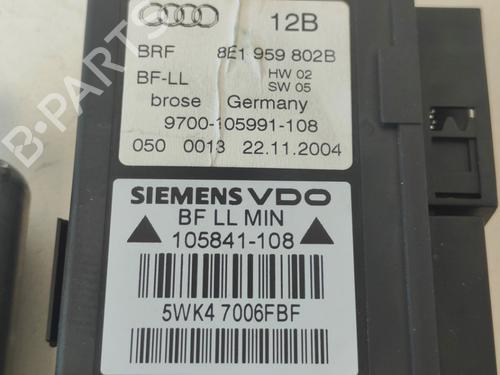 12B
BRF 8E1 959 802B
BF-LL HW 02
SW 05
brose Germany
9700-105991-108
050 0013 22.11.2004
SIEMENS VDO
BF LL MIN
105841-108
5WK4 7006FBF